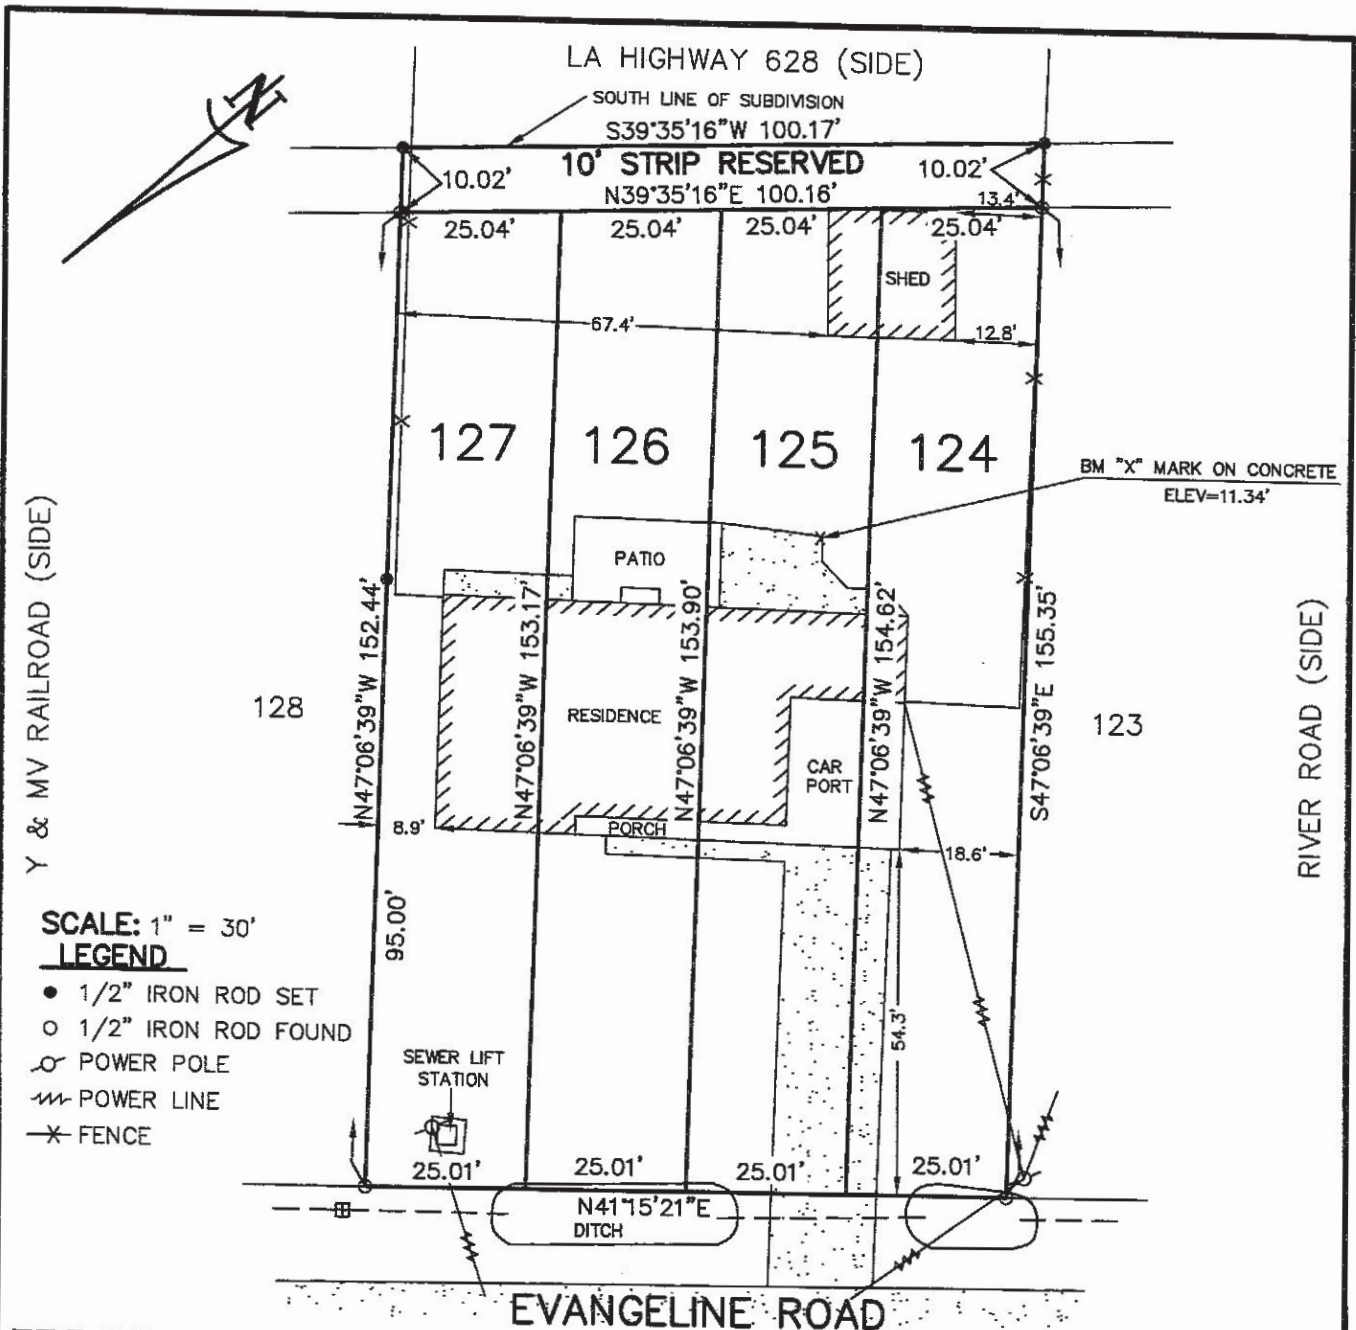 LA HIGHWAY 628 (SIDE)
SOUTH LINE OF SUBDIVISION
S39°35'16"W 100.17'
10' STRIP RESERVED
10.02'
10.02'
N39°35'16"E 100.16'
13.4'
25.04'
25.04'
25.04'
25.04'
N
SHED
67.4'
12.8'
127
126
125
124
BM "X" MARK ON CONCRETE
ELEV=11.34'
PATIO
Y & MV RAILROAD (SIDE)
RIVER ROAD (SIDE)
N47°06'39"W 152.44'
N47°06'39"W 153.17'
N47°06'39"W 153.90'
N47°06'39"W 154.62'
S47°06'39"E 155.35'
128
123
RESIDENCE
CAR
PORT
PORCH
8.9'
18.6'
95.00'
54.3'
SCALE: 1" = 30'
LEGEND
1/2" IRON ROD SET
1/2" IRON ROD FOUND
POWER POLE
POWER LINE
FENCE
SEWER LIFT
STATION
25.01'
25.01'
25.01'
25.01'
N41°15'21"E
DITCH
EVANGELINE ROAD